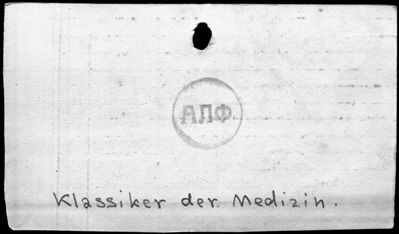 АЛФ
Klassiker der Medizin.